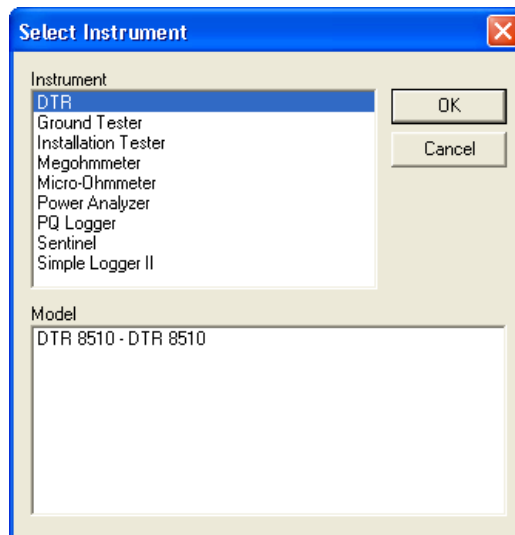 Select Instrument
Instrument
DTR
Ground Tester
Installation Tester
Megohmmeter
Micro-Ohmmeter
Power Analyzer
PQ Logger
Sentinel
Simple Logger II
OK
Cancel
Model
DTR 8510 - DTR 8510